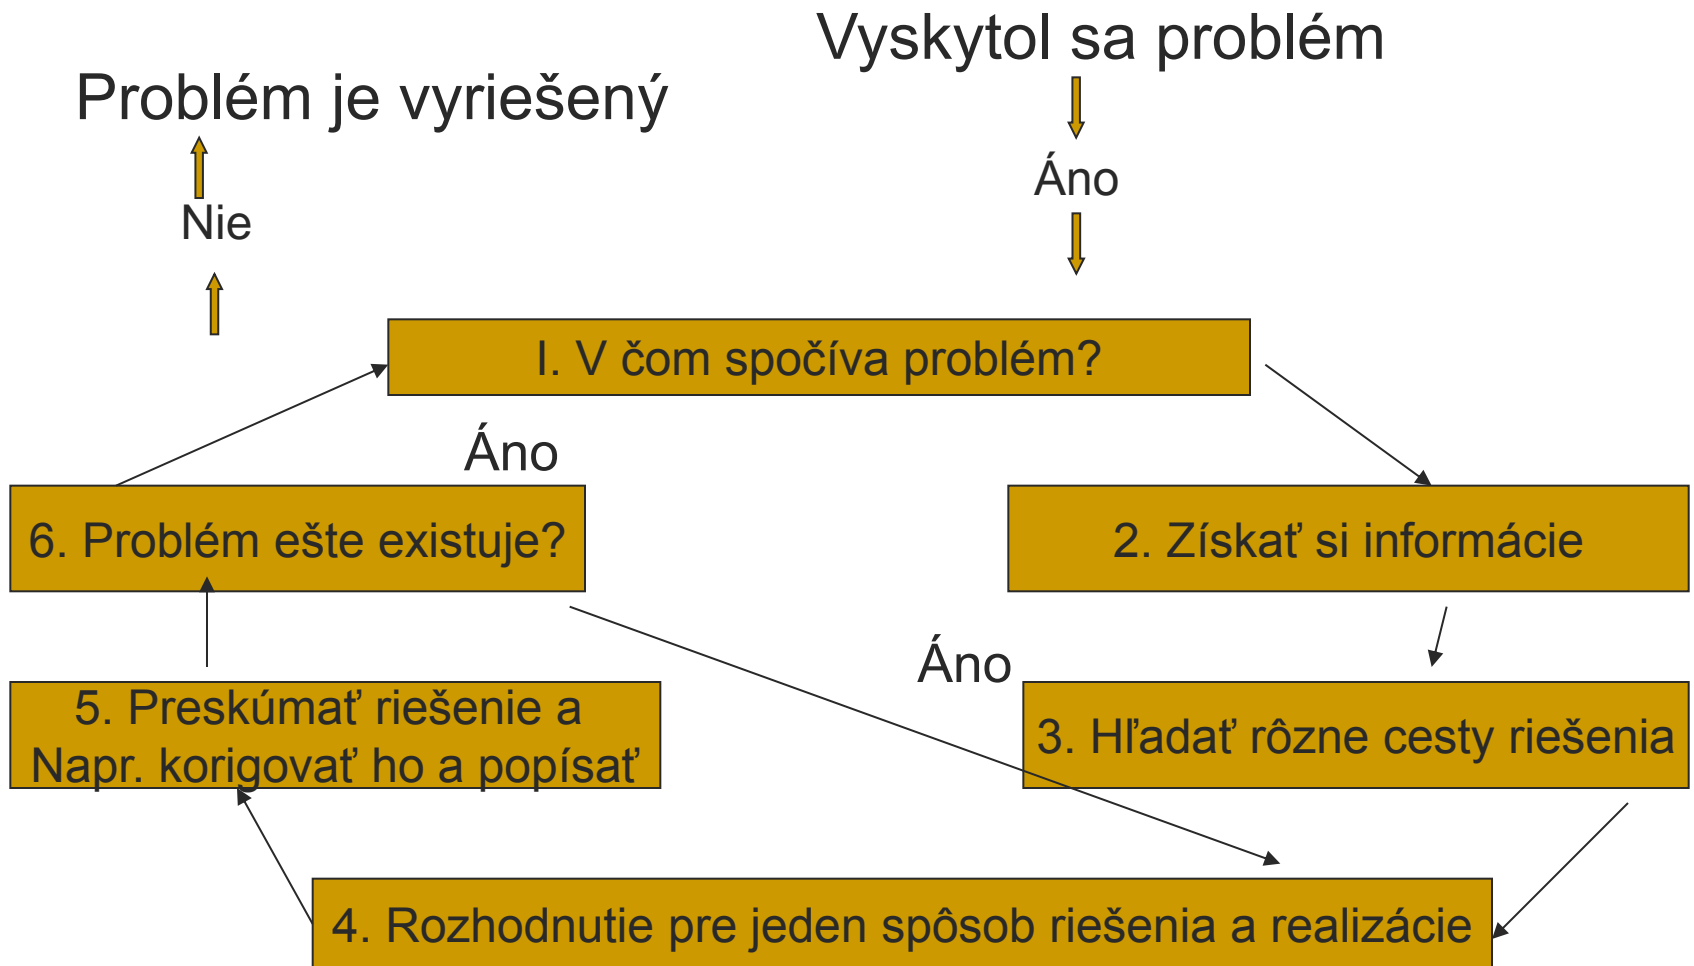 Vyskytol sa problém
Problém je vyriešený
Áno
Nie
I. V čom spočíva problém?
Áno
6. Problém ešte existuje?
2. Získať si informácie
Áno
5. Preskúmať riešenie a
Napr. korigovať ho a popísať
3. Hľadať rôzne cesty riešenia
4. Rozhodnutie pre jeden spôsob riešenia a realizácie